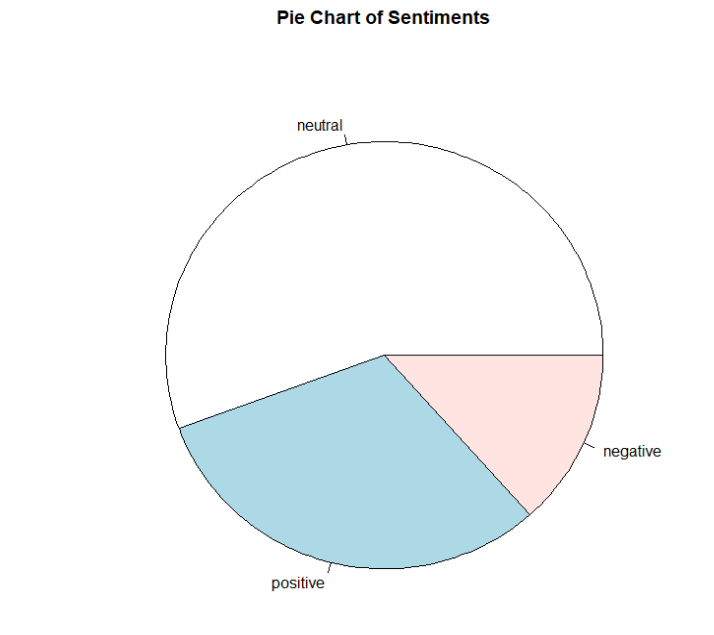 Pie Chart of Sentiments
neutral
negative
positive